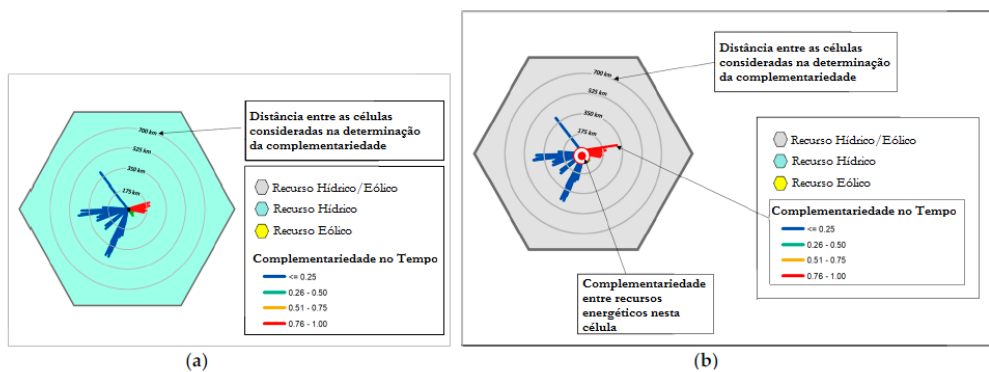 700 km
525 km
350 km
175 km
Distância entre as células
consideradas na determinação
da complementariedade
Recurso Hídrico/Eólico
Recurso Hídrico
Recurso Eólico
Complementariedade no Tempo
<= 0.25
0.26 - 0.50
0.51 - 0.75
0.76 - 1.00
(a)
700 km
525 km
350 km
175 km
Distância entre as células
consideradas na determinação
da complementariedade
Recurso Hídrico/Eólico
Recurso Hídrico
Recurso Eólico
Complementariedade no Tempo
<= 0.25
0.26 - 0.50
0.51 - 0.75
0.76 - 1.00
Complementariedade
entre recursos
energéticos nesta
célula
(b)